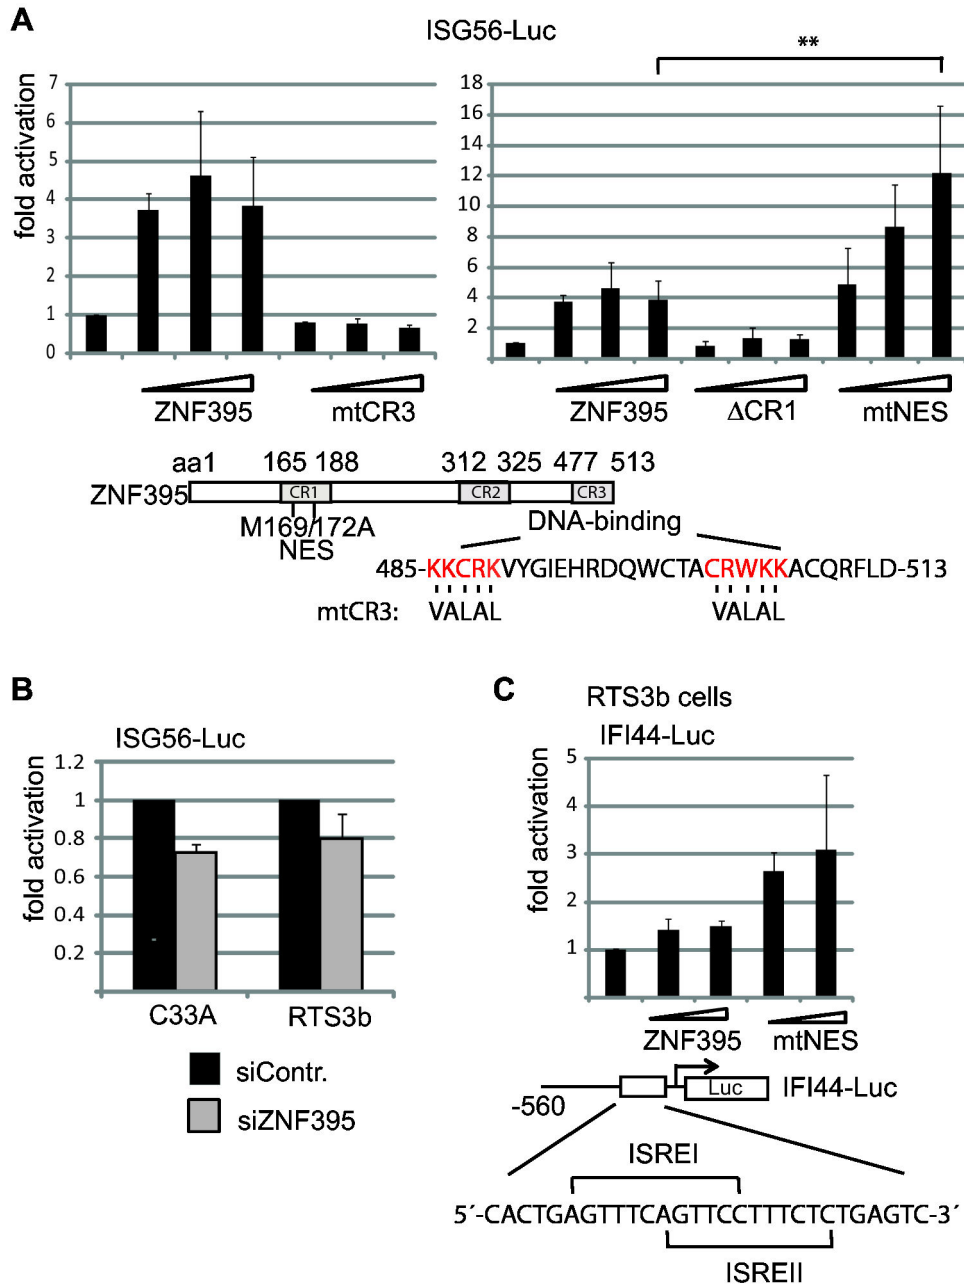 A
ISG56-Luc
**
fold activation
7
6
5
4
3
2
1
0
ZNF395
mtCR3
18
16
14
12
10
8
6
4
2
ZNF395
ΔCR1
mtNES
aa1 165 188 312 325 477 513
ZNF395
CR1
CR2
CR3
M169/172A
NES
DNA-binding
485-KKCRKVYGIEHRDQWCTACRWKKACQRFLD-513
mtCR3: VALAL VALAL
B
ISG56-Luc
fold activation
1.2
1
0.8
0.6
0.4
0.2
C33A
RTS3b
siContr.
siZNF395
C
RTS3b cells
IFI44-Luc
fold activation
5
4
3
2
1
ZNF395
mtNES
-560
Luc
IFI44-Luc
ISREI
5´-CACTGAGTTTCAGTTCCTTTCTCTGAGTC-3´
ISREII